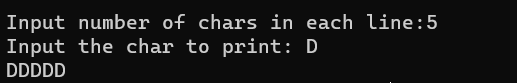 Input number of chars in each line:5
Input the char to print: D
DDDDD